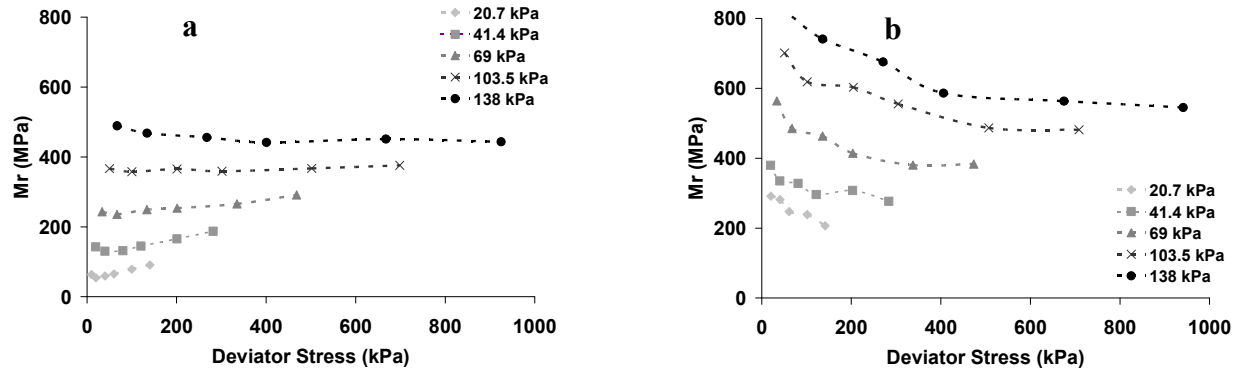 a
20.7 kPa
41.4 kPa
69 kPa
103.5 kPa
138 kPa
800
600
400
200
0
Mr (MPa)
0 200 400 600 800 1000
Deviator Stress (kPa)
b
20.7 kPa
41.4 kPa
69 kPa
103.5 kPa
138 kPa
800
600
400
200
0
Mr (MPa)
0 200 400 600 800 1000
Deviator Stress (kPa)